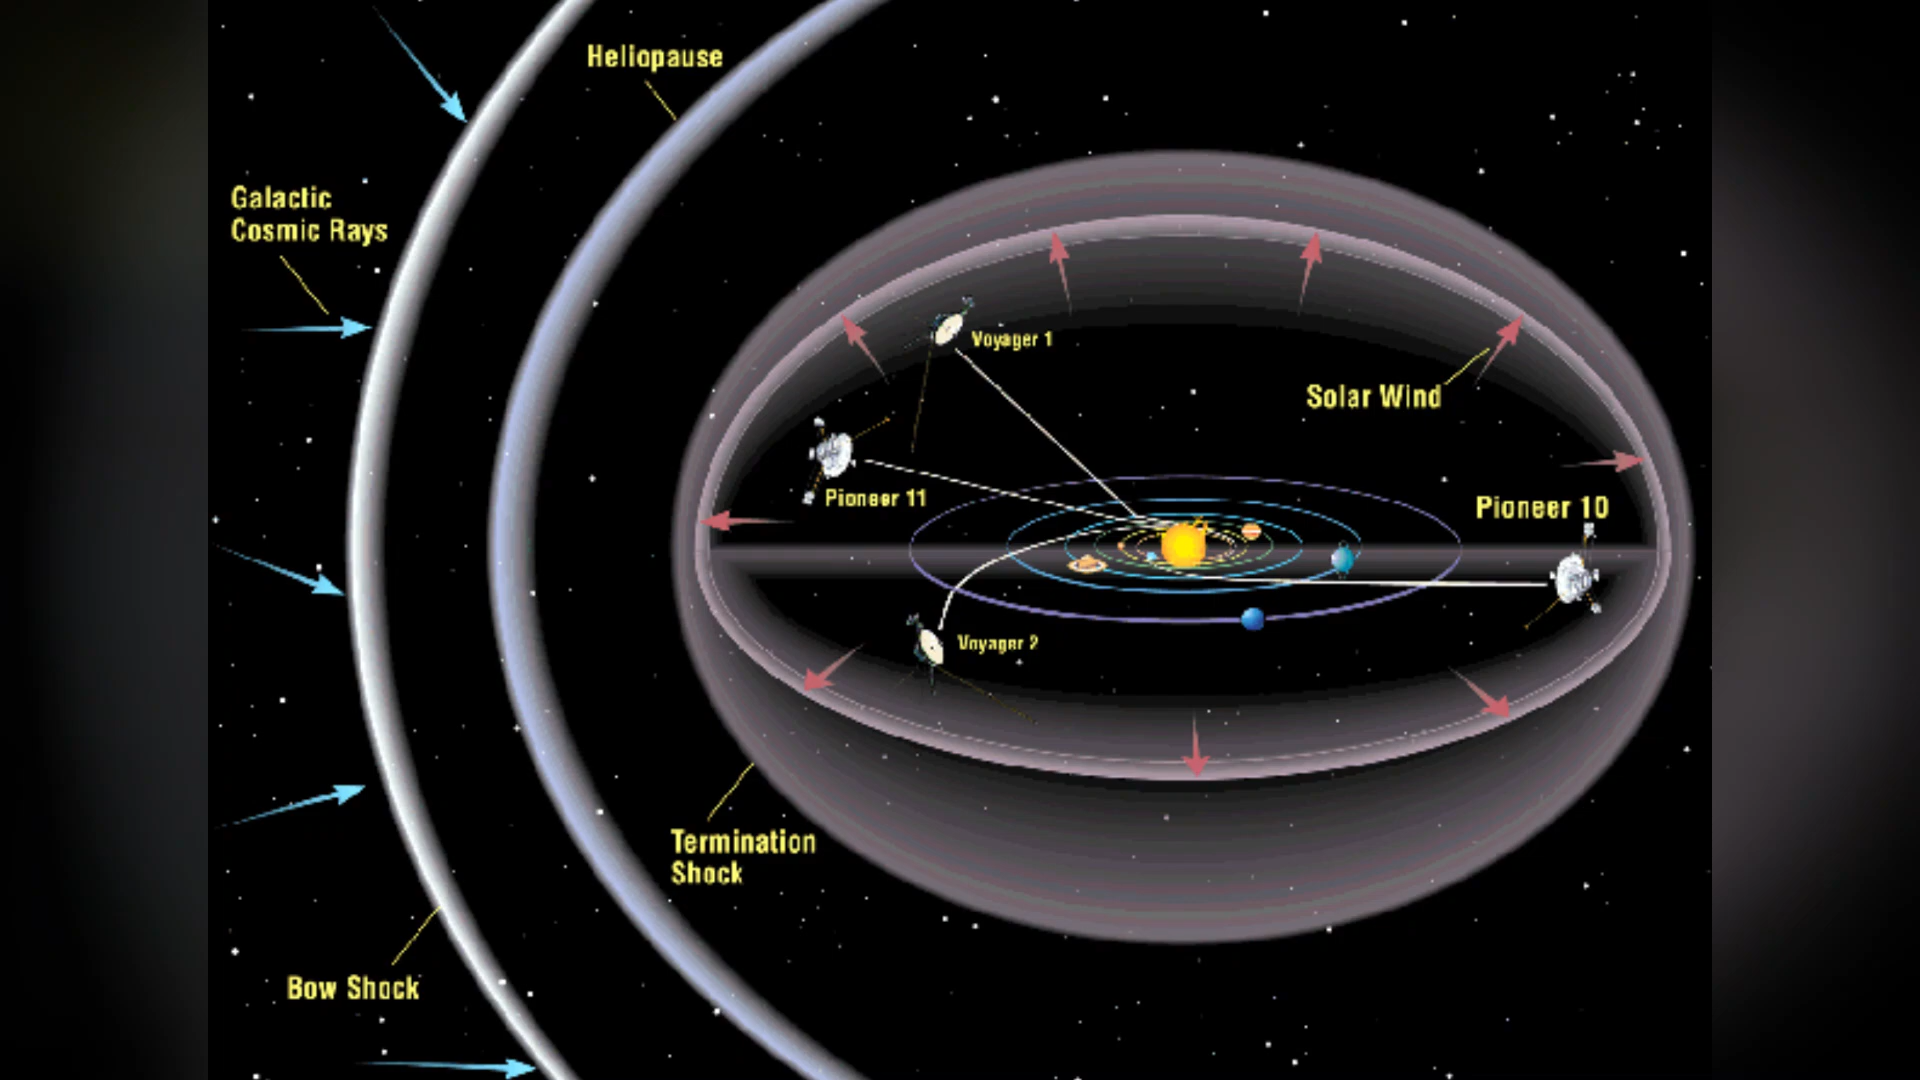 Heliopause
Galactic
Cosmic Rays
Voyager 1
Solar Wind
Pioneer 11
Pioneer 10
Voyager 2
Termination
Shock
Bow Shock